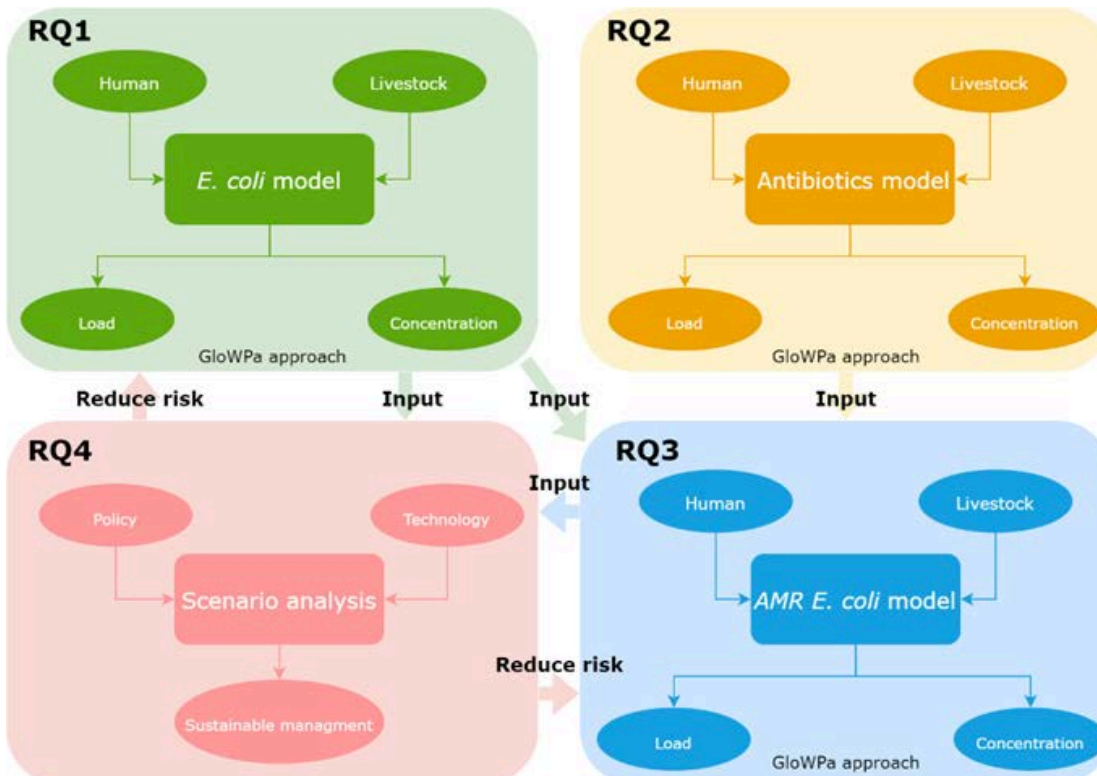 RQ1
Human
Livestock
E. coli model
Load
Concentration
GloWPa approach
RQ2
Human
Livestock
Antibiotics model
Load
Concentration
GloWPa approach
Reduce risk
Input
Input
Input
RQ4
Policy
Technology
Scenario analysis
Sustainable managment
Input
Reduce risk
RQ3
Human
Livestock
AMR E. coli model
Load
Concentration
GloWPa approach